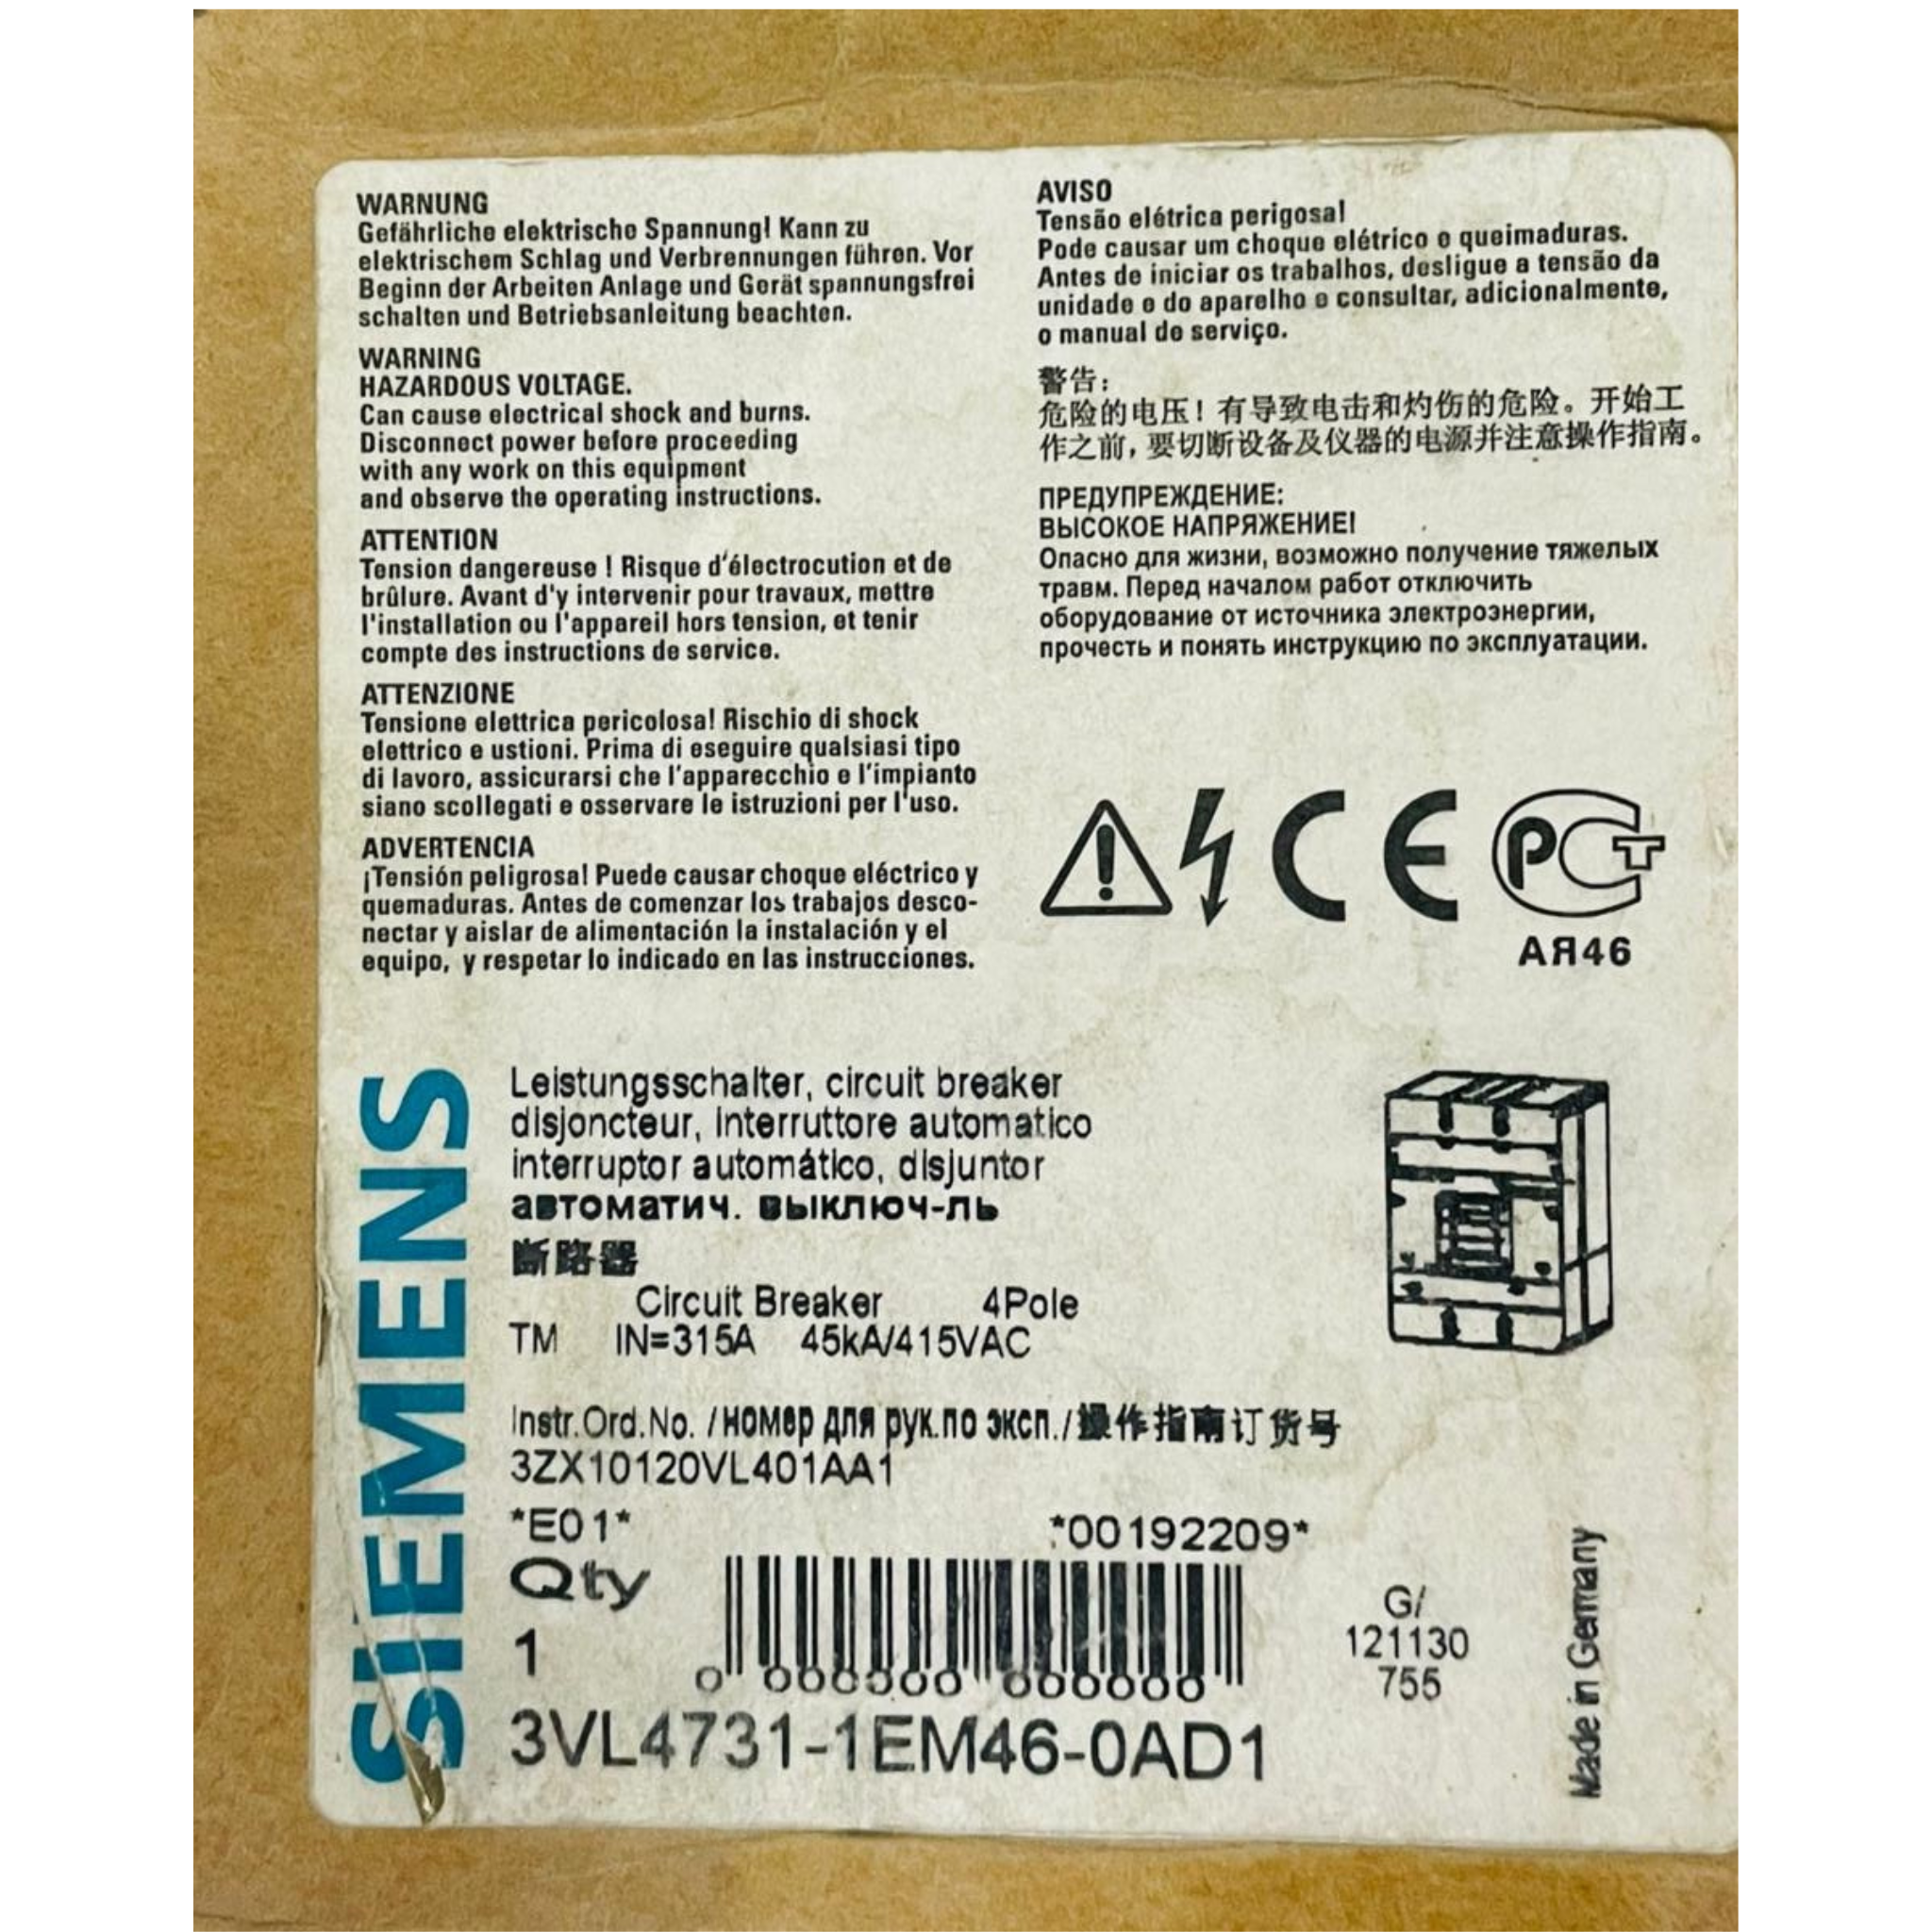 WARNUNG
Gefährliche elektrische Spannung! Kann zu
elektrischem Schlag und Verbrennungen führen. Vor
Beginn der Arbeiten Anlage und Gerät spannungsfrei
schalten und Betriebsanleitung beachten.
WARNING
HAZARDOUS VOLTAGE.
Can cause electrical shock and burns.
Disconnect power before proceeding
with any work on this equipment
and observe the operating instructions.
ATTENTION
Tension dangereuse ! Risque d'électrocution et de
brûlure. Avant d'y intervenir pour travaux, mettre
l'installation ou l'appareil hors tension, et tenir
compte des instructions de service.
ATTENZIONE
Tensione elettrica pericolosa! Rischio di shock
elettrico e ustioni. Prima di eseguire qualsiasi tipo
di lavoro, assicurarsi che l'apparecchio e l'impianto
siano scollegati e osservare le istruzioni per l'uso.
ADVERTENCIA
¡Tensión peligrosa! Puede causar choque eléctrico y
quemaduras. Antes de comenzar los trabajos desco-
nectar y aislar de alimentación la instalación y el
equipo, y respetar lo indicado en las instrucciones.
AVISO
Tensão elétrica perigosa!
Pode causar um choque elétrico e queimaduras.
Antes de iniciar os trabalhos, desligue a tensão da
unidade e do aparelho e consultar, adicionalmente,
o manual de serviço.
警告:
危险的电压!有导致电击和灼伤的危险。开始工
作之前,要切断设备及仪器的电源并注意操作指南。
ПРЕДУПРЕЖДЕНИЕ:
ВЫСОКОЕ НАПРЯЖЕНИЕ!
Опасно для жизни, возможно получение тяжелых
травм. Перед началом работ отключить
оборудование от источника электроэнергии,
прочесть и понять инструкцию по эксплуатации.
CE РСТ
АЯ46
SIEMENS
Leistungsschalter, circuit breaker
disjoncteur, interruttore automatico
interruptor automático, disjuntor
автоматич. выключ-ль
断路器
Circuit Breaker 4Pole
TM IN=315A 45kA/415VAC
Instr.Ord.No. /номер для рук.по эксп./操作指南订货号
3ZX10120VL401AA1
*E01* *00192209*
Qty
1
0 000000 000000
G/
121130
755
3VL4731-1EM46-0AD1
Made in Germany